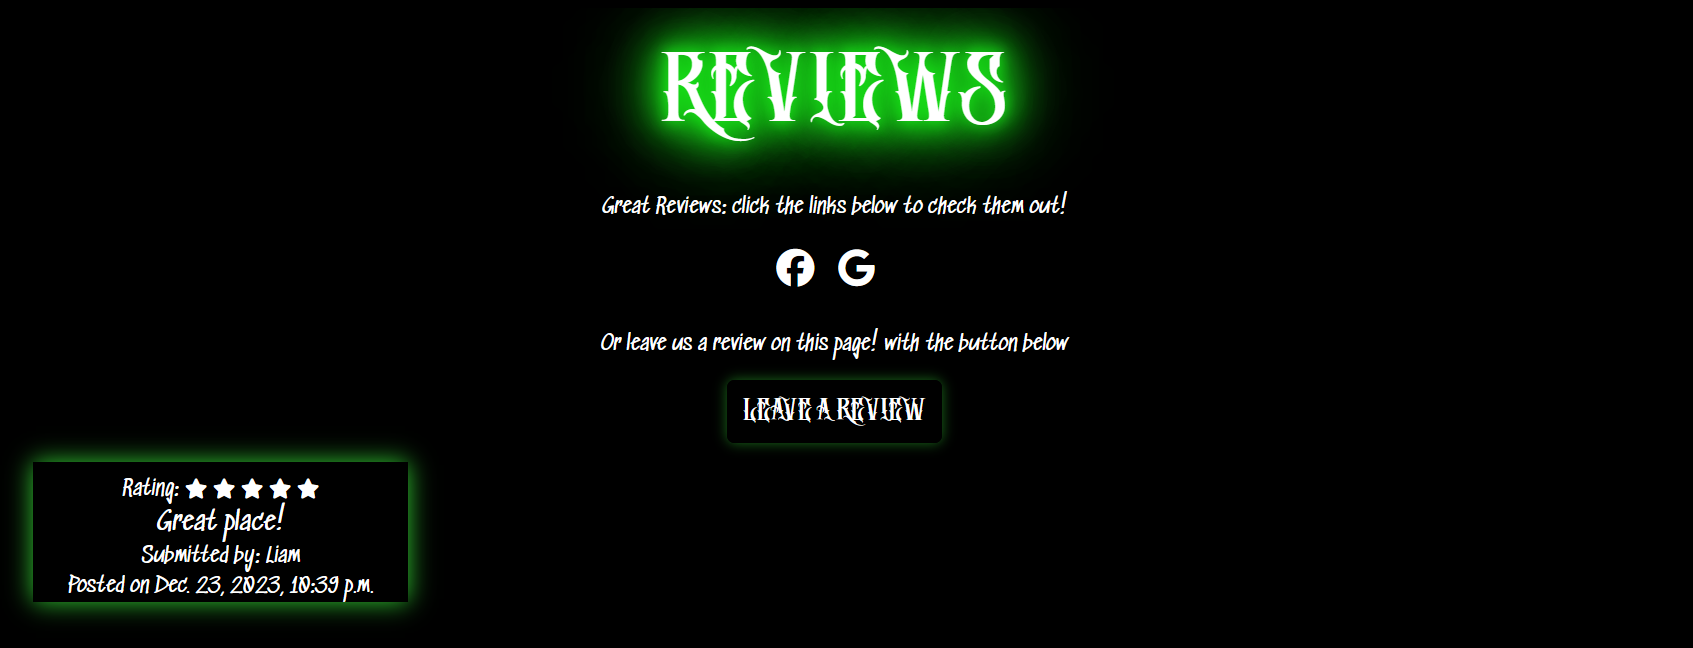 REVIEWS
Great Reviews: click the links below to check them out!
Or leave us a review on this page! with the button below
LEAVE A REVIEW
Rating:
Great place!
Submitted by: Liam
Posted on Dec. 23, 2023, 10:39 p.m.